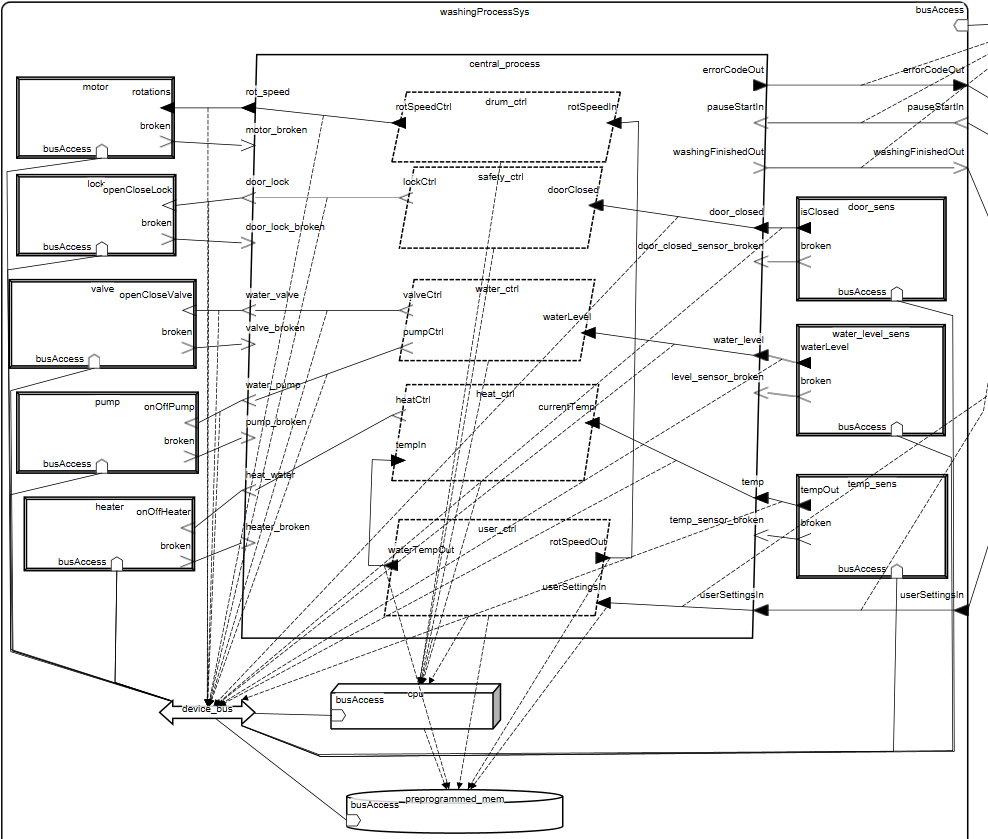 washingProcessSys
busAccess
central_process
motor
rotations
broken
busAccess
rot_speed
motor_broken
rotSpeedCtrl
drum_ctrl
rotSpeedIn
errorCodeOut
errorCodeOut
pauseStartIn
pauseStartIn
washingFinishedOut
washingFinishedOut
lock
openCloseLock
broken
busAccess
door_lock
door_lock_broken
lockCtrl
safety_ctrl
doorClosed
door_closed
door_closed_sensor_broken
door_sens
isClosed
broken
busAccess
valve
openCloseValve
broken
busAccess
water_valve
valve_broken
valveCtrl
water_ctrl
pumpCtrl
waterLevel
water_level
level_sensor_broken
water_level_sens
waterLevel
broken
busAccess
pump
onOffPump
broken
busAccess
water_pump
pump_broken
heatCtrl
heat_ctrl
currentTemp
tempIn
heater
onOffHeater
broken
busAccess
heat_water
heater_broken
temp
temp_sensor_broken
temp_sens
tempOut
broken
busAccess
user_ctrl
waterTempOut
rotSpeedOut
userSettingsIn
userSettingsIn
userSettingsIn
device_bus
cpu
busAccess
preprogrammed_mem
busAccess